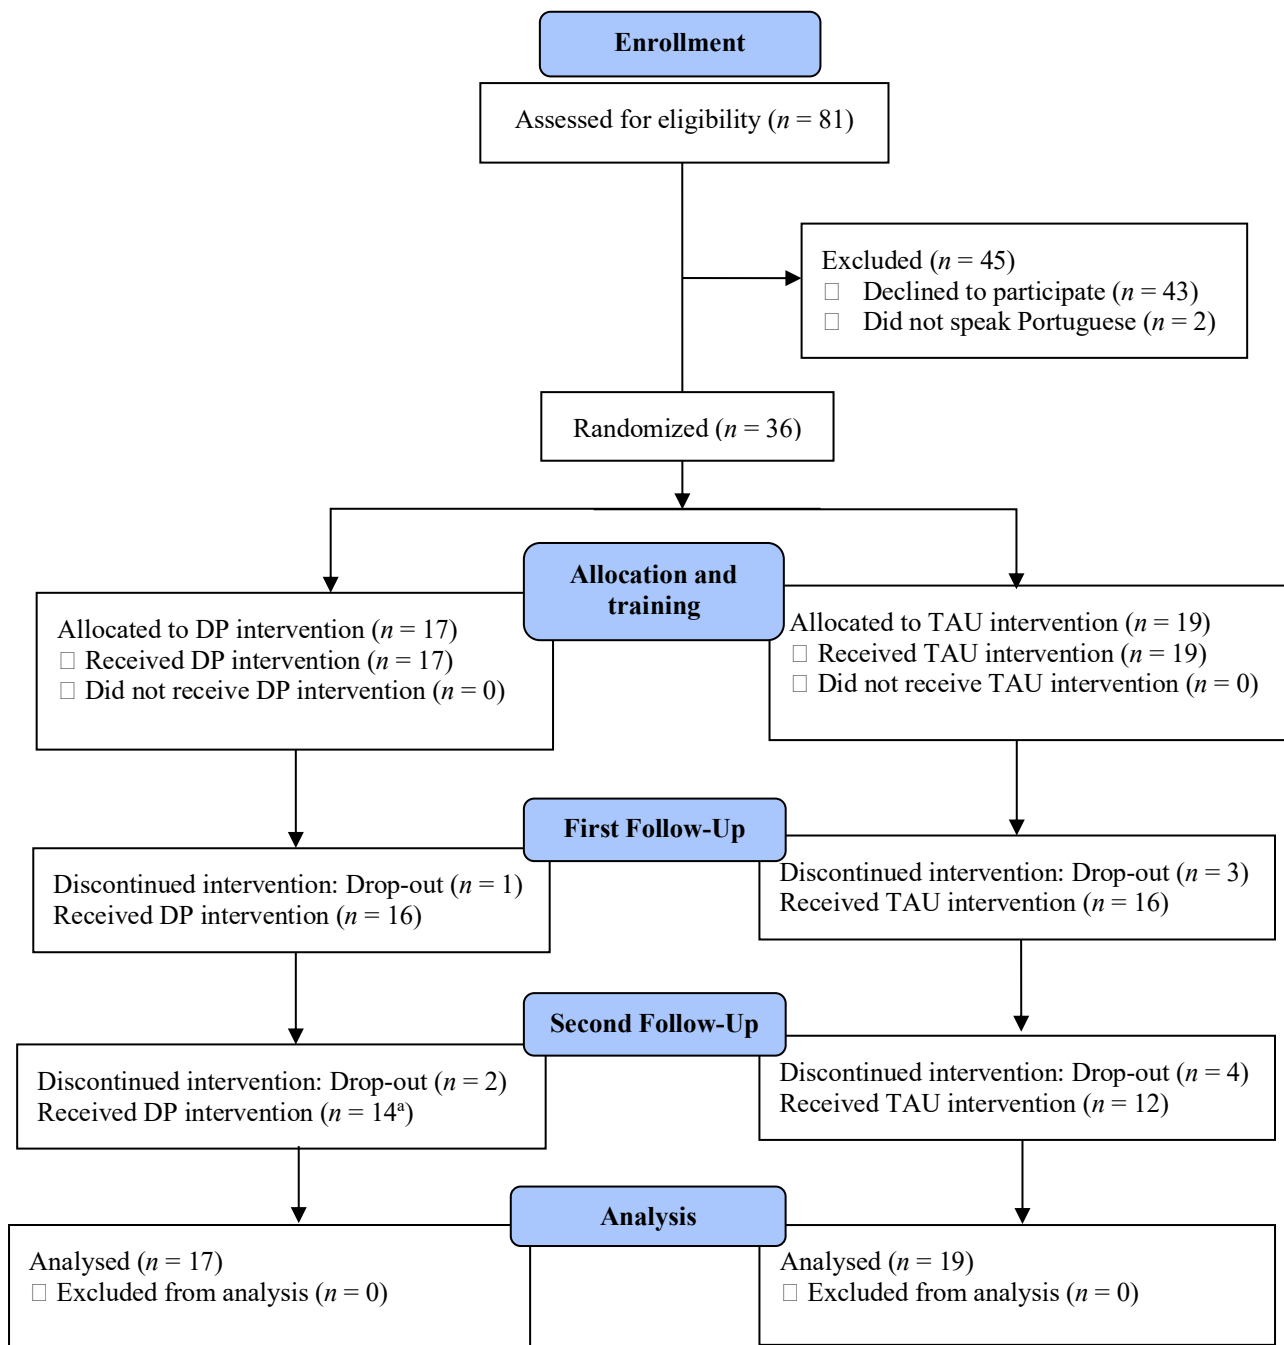 Enrollment
Assessed for eligibility (n = 81)
Excluded (n = 45)
Declined to participate (n = 43)
Did not speak Portuguese (n = 2)
Randomized (n = 36)
Allocation and
training
Allocated to DP intervention (n = 17)
Received DP intervention (n = 17)
Did not receive DP intervention (n = 0)
Allocated to TAU intervention (n = 19)
Received TAU intervention (n = 19)
Did not receive TAU intervention (n = 0)
First Follow-Up
Discontinued intervention: Drop-out (n = 1)
Received DP intervention (n = 16)
Discontinued intervention: Drop-out (n = 3)
Received TAU intervention (n = 16)
Second Follow-Up
Discontinued intervention: Drop-out (n = 2)
Received DP intervention (n = 14ᵃ)
Discontinued intervention: Drop-out (n = 4)
Received TAU intervention (n = 12)
Analysis
Analysed (n = 17)
Excluded from analysis (n = 0)
Analysed (n = 19)
Excluded from analysis (n = 0)